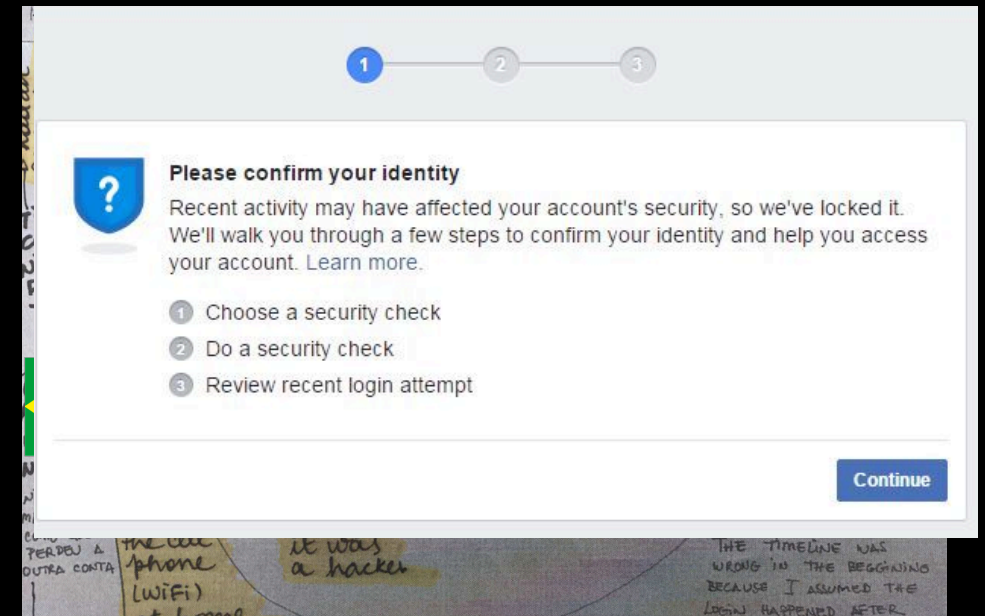 1
2
3
?
Please confirm your identity
Recent activity may have affected your account's security, so we've locked it.
We'll walk you through a few steps to confirm your identity and help you access
your account. Learn more.
1 Choose a security check
2 Do a security check
3 Review recent login attempt
Continue
PERDEU A
OUTRA CONTA
the cell
phone
(WiFi)
it was
a hacker
THE TIMELINE WAS
WRONG IN THE BEGGINING
BECAUSE I ASSUMED THE
LOGIN HAPPENED AFTER